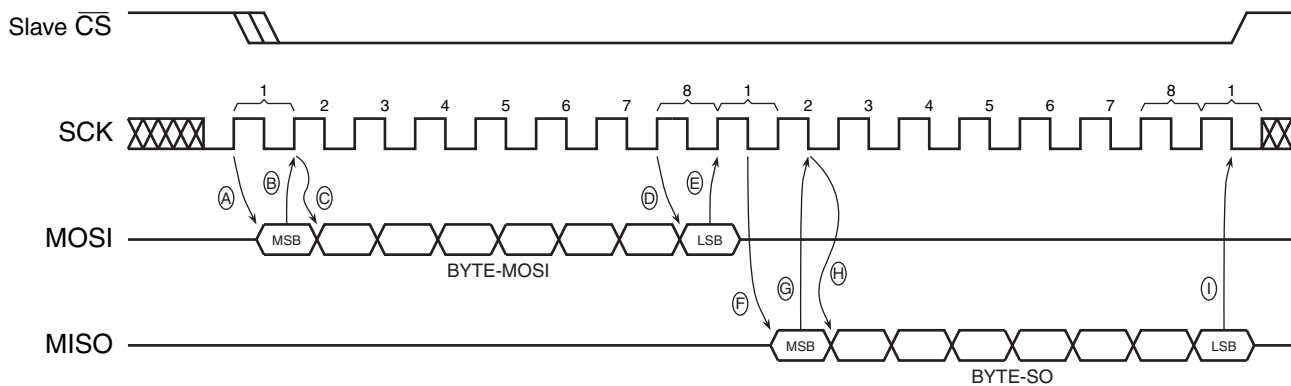 Slave CS
1 2 3 4 5 6 7 8 1 2 3 4 5 6 7 8 1
SCK
A B C D E
MOSI MSB LSB
BYTE-MOSI
F G H I
MISO MSB LSB
BYTE-SO